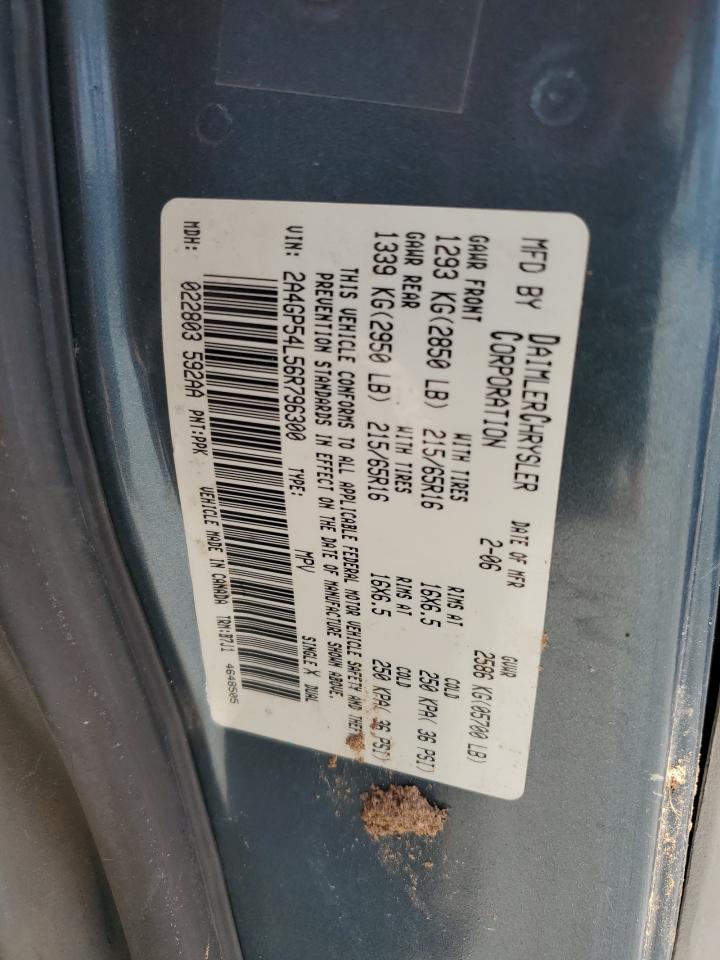 MFD BY DAIMLERCHRYSLER CORPORATION DATE OF MFR 2-06 GVWR 2586 KG(05700 LB)
GAWR FRONT WITH TIRES RIMS AT COLD
1293 KG(2850 LB) 215/65R16 16X6.5 250 KPA( 36 PSI)
GAWR REAR WITH TIRES RIMS AT COLD
1339 KG(2950 LB) 215/65R16 16X6.5 250 KPA( 36 PSI)
THIS VEHICLE CONFORMS TO ALL APPLICABLE FEDERAL MOTOR VEHICLE SAFETY AND THEFT
PREVENTION STANDARDS IN EFFECT ON THE DATE OF MANUFACTURE SHOWN ABOVE.
VIN: 2A4GP54L56R796300 TYPE: MPV SINGLE X DUAL
MDH: 022803 592AA PNT:PPK VEHICLE MADE IN CANADA TRM:B7J1 4648505